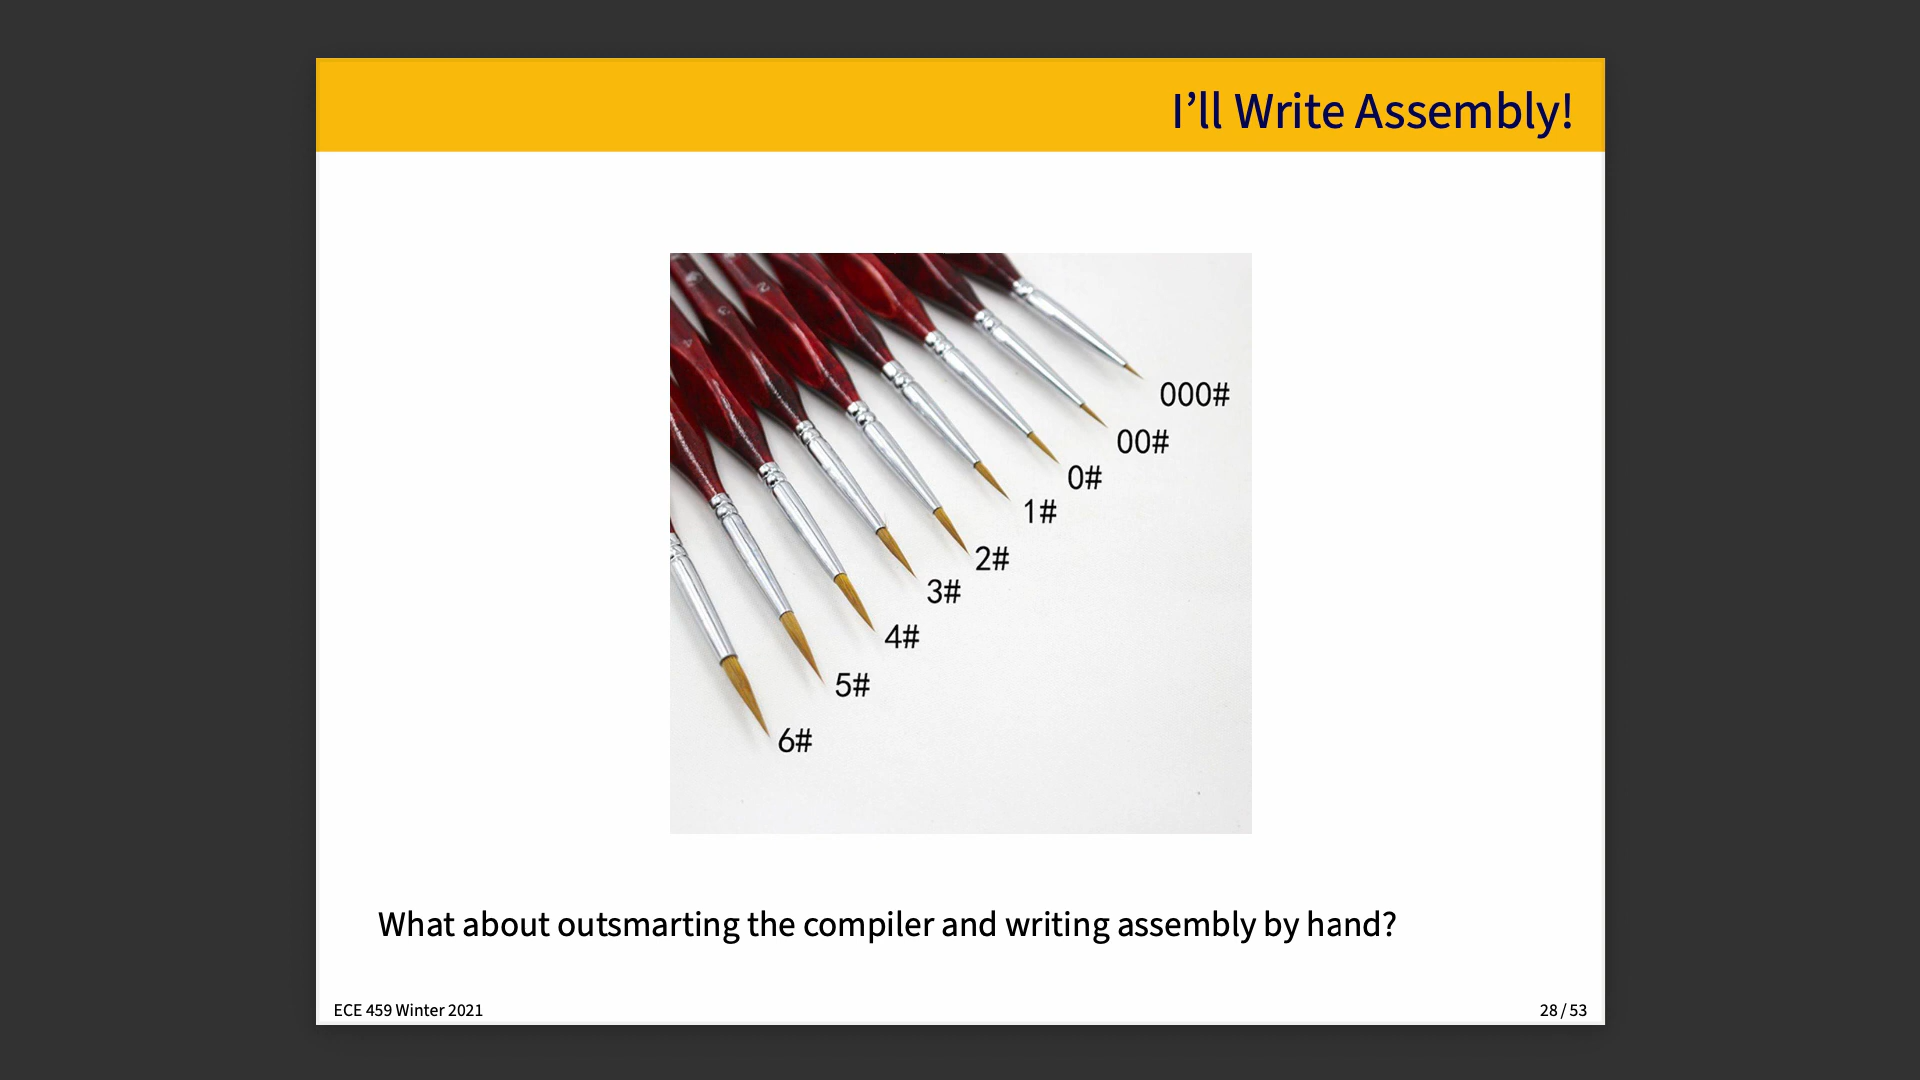 I’ll Write Assembly!
000#
00#
0#
1#
2#
3#
4#
5#
6#
What about outsmarting the compiler and writing assembly by hand?
ECE 459 Winter 2021
28 / 53